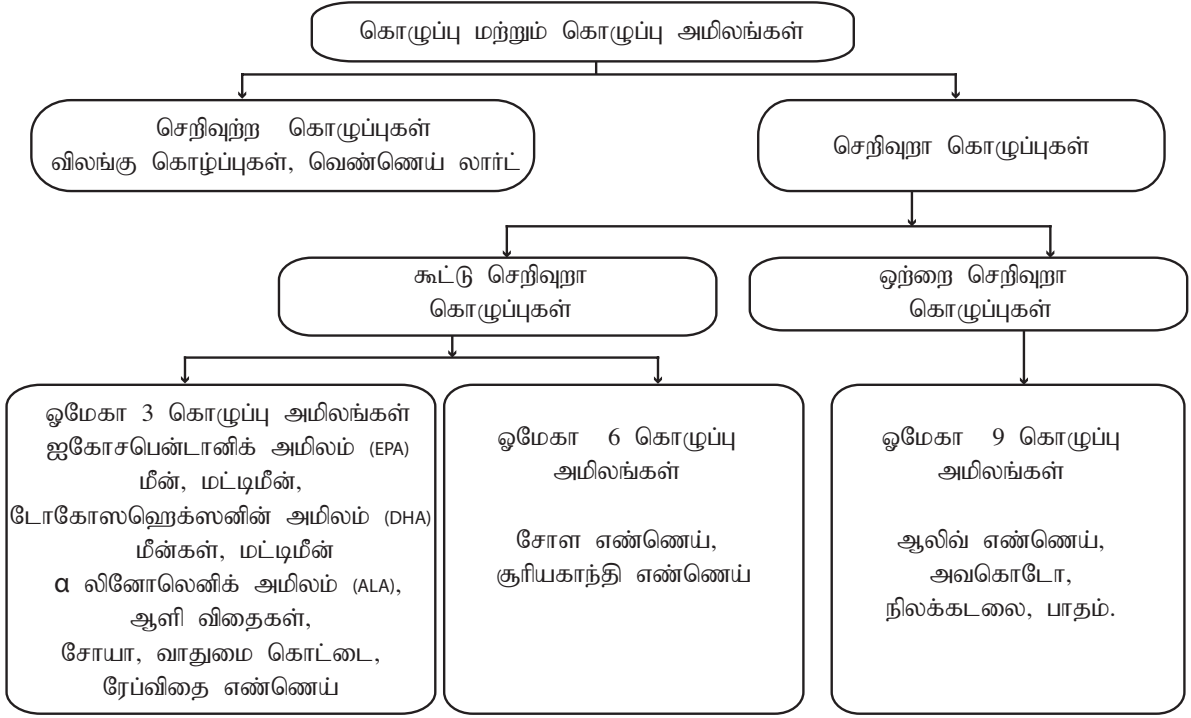 கொழுப்பு மற்றும் கொழுப்பு அமிலங்கள்
செறிவுற்ற கொழுப்புகள்
விலங்கு கொழ்ப்புகள், வெண்ணெய் லார்ட்
செறிவுறா கொழுப்புகள்
கூட்டு செறிவுறா
கொழுப்புகள்
ஒற்றை செறிவுறா
கொழுப்புகள்
ஓமேகா 3 கொழுப்பு அமிலங்கள்
ஐகோசபென்டானிக் அமிலம் (EPA)
மீன், மட்டிமீன்,
டோகோஸஹெக்ஸனின் அமிலம் (DHA)
மீன்கள், மட்டிமீன்
α லினோலெனிக் அமிலம் (ALA),
ஆளி விதைகள்,
சோயா, வாதுமை கொட்டை,
ரேப்விதை எண்ணெய்
ஓமேகா 6 கொழுப்பு
அமிலங்கள்
சோள எண்ணெய்,
சூரியகாந்தி எண்ணெய்
ஓமேகா 9 கொழுப்பு
அமிலங்கள்
ஆலிவ் எண்ணெய்,
அவகொடோ,
நிலக்கடலை, பாதம்.